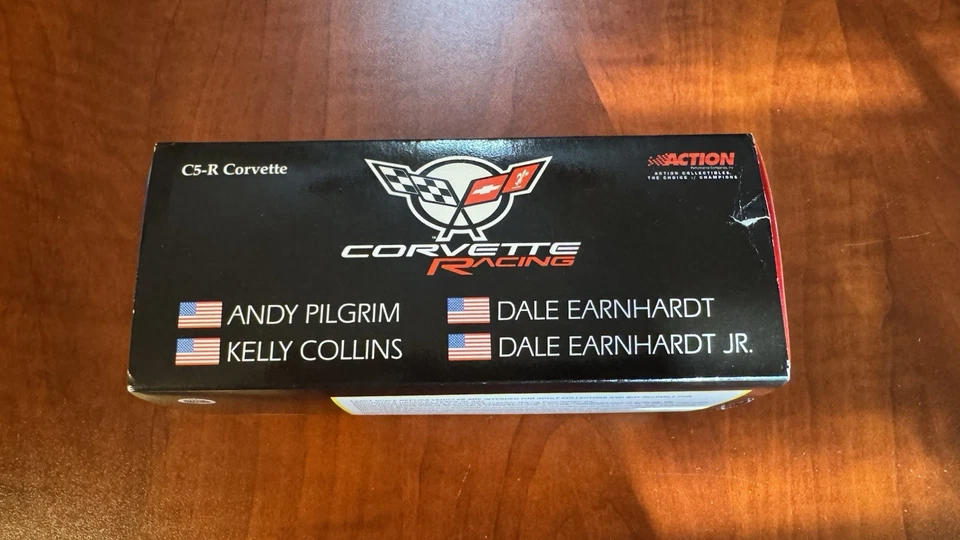 C5-R Corvette
ACTION
ACTION COLLECTIBLES,
THE CHOICE of CHAMPIONS
CORVETTE
RACING
ANDY PILGRIM
DALE EARNHARDT
KELLY COLLINS
DALE EARNHARDT JR.